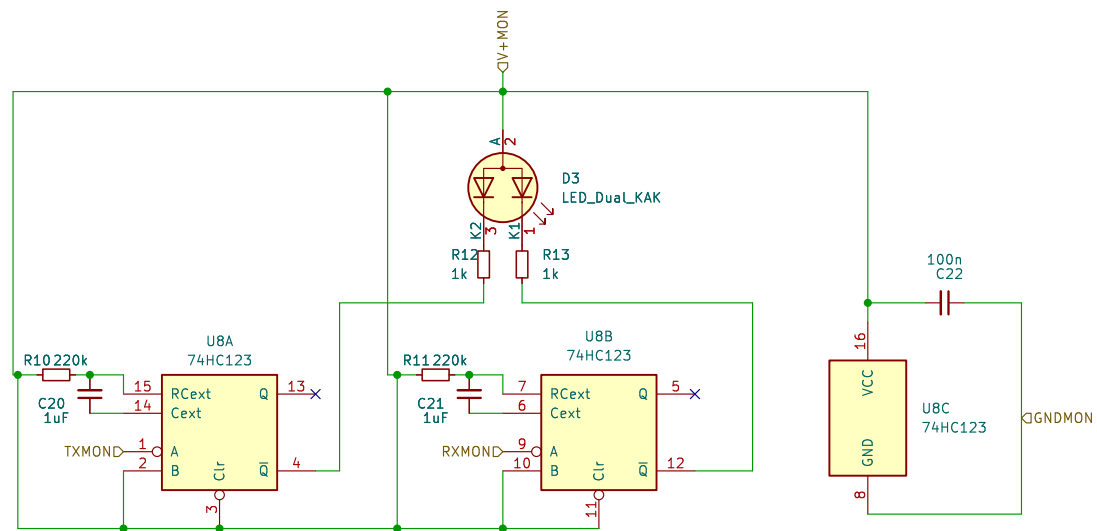 V+MON
A
2
D3
LED_Dual_KAK
K2
3
K1
1
R12
1k
R13
1k
100n
C22
U8A
74HC123
R10 220k
C20
1uF
15
RCext
Q
13
14
Cext
TXMON
1
A
2
B
Clr
Q
4
3
U8B
74HC123
R11 220k
C21
1uF
7
RCext
Q
5
6
Cext
RXMON
9
A
10
B
Clr
Q
12
11
16
VCC
U8C
74HC123
GND
8
GNDMON